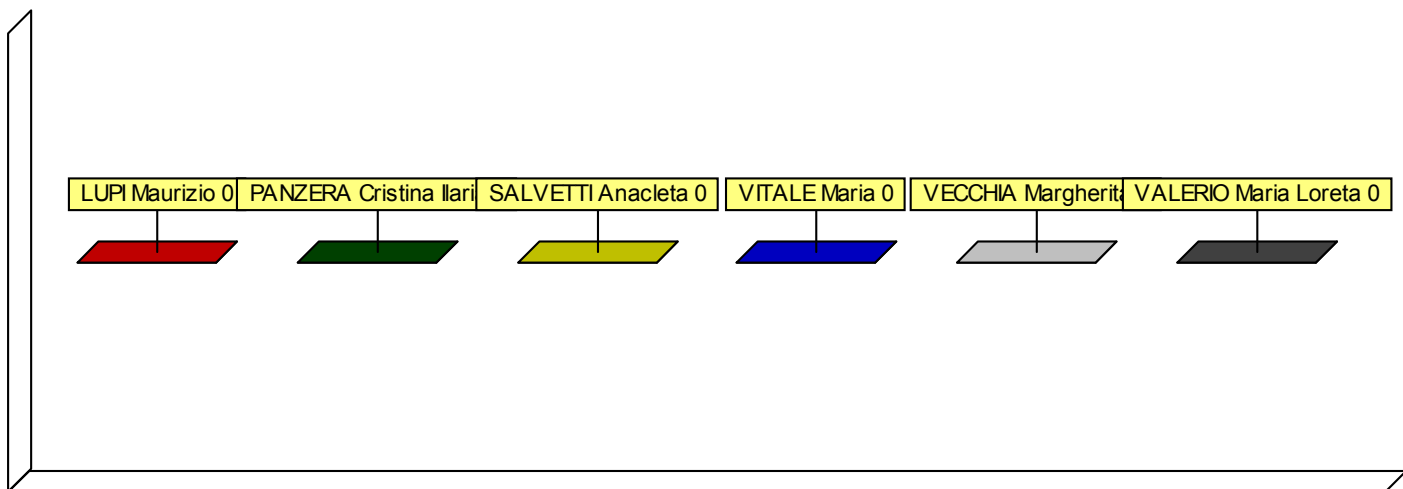 LUPI Maurizio 0
PANZERA Cristina Ilari
SALVETTI Anacleta 0
VITALE Maria 0
VECCHIA Margherita
VALERIO Maria Loreta 0